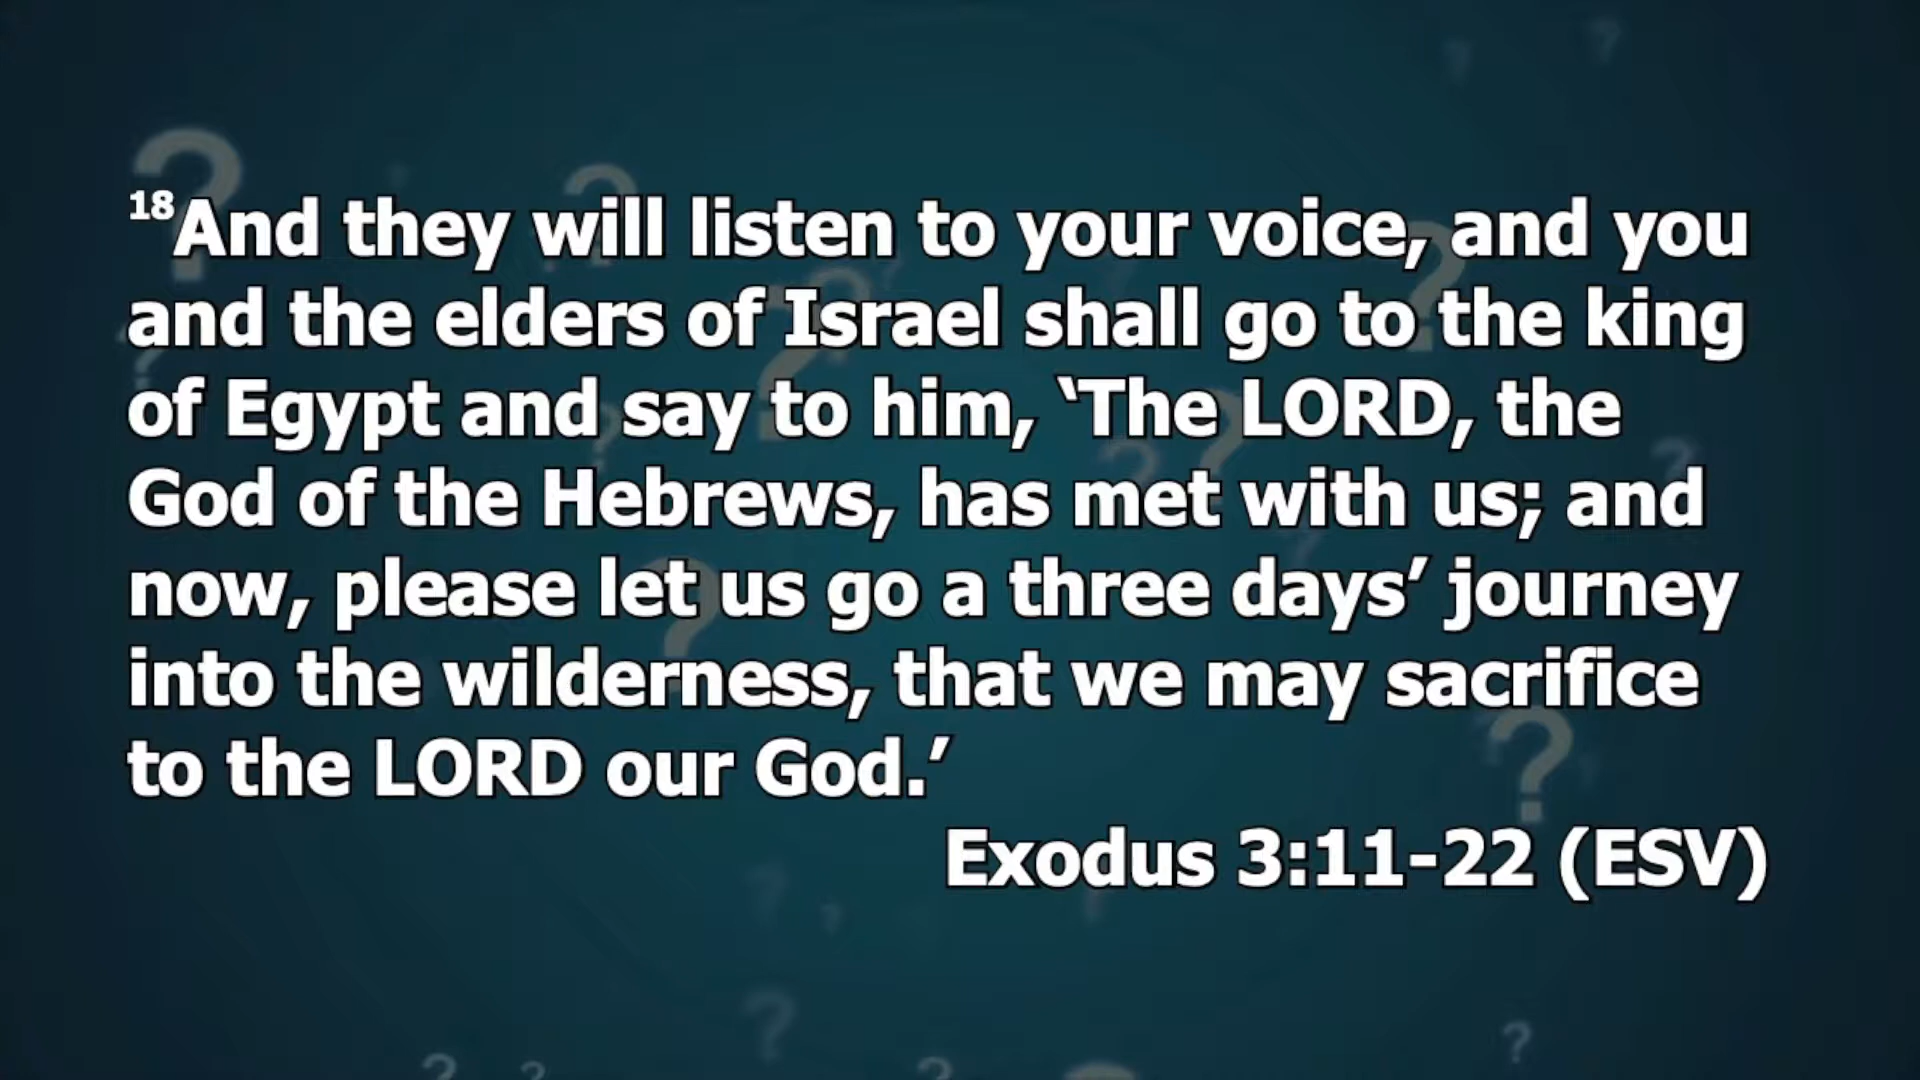 18And they will listen to your voice, and you
and the elders of Israel shall go to the king
of Egypt and say to him, ‘The LORD, the
God of the Hebrews, has met with us; and
now, please let us go a three days’ journey
into the wilderness, that we may sacrifice
to the LORD our God.’
Exodus 3:11-22 (ESV)